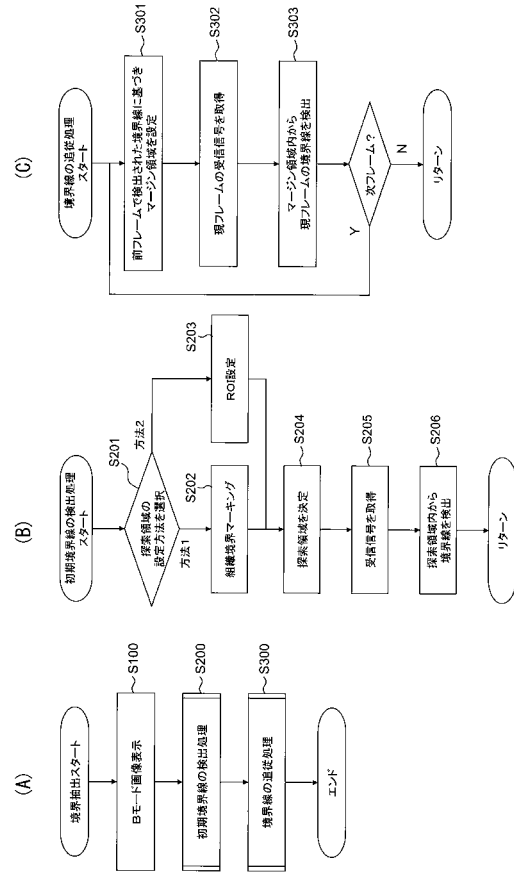 (A)
境界抽出スタート
S100
Bモード画像表示
S200
初期境界線の検出処理
S300
境界線の追従処理
エンド
(B)
初期境界線の検出処理
スタート
S201
探索領域の
設定方法を選択
方法1
方法2
S202
組織境界マーキング
S203
ROI設定
S204
探索領域を決定
S205
受信信号を取得
S206
探索領域内から
境界線を検出
リターン
(C)
境界線の追従処理
スタート
S301
前フレームで検出された境界線に基づき
マージン領域を設定
S302
現フレームの受信信号を取得
S303
マージン領域内から
現フレームの境界線を検出
次フレーム？
Y
N
リターン